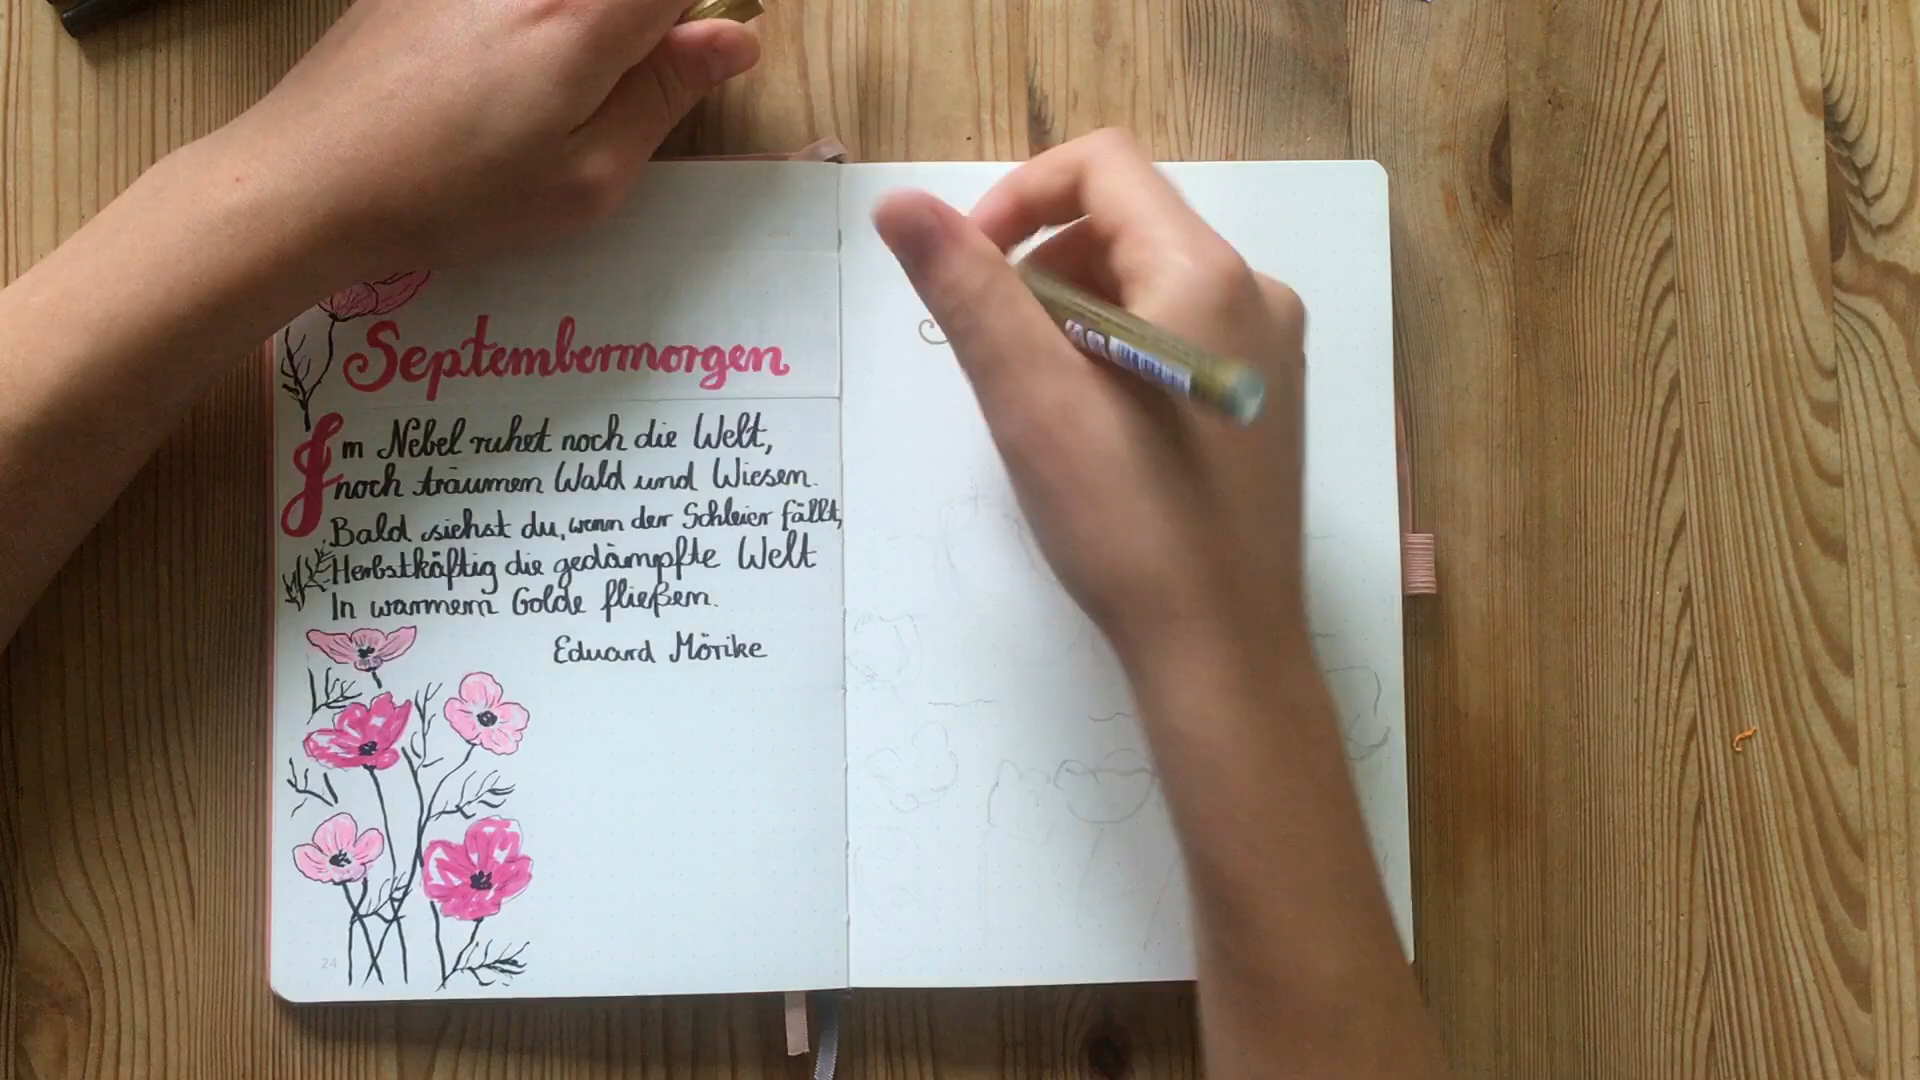 Septembermorgen
Im Nebel ruhet noch die Welt,
noch träumen Wald und Wiesen.
Bald siehst du, wenn der Schleier fällt,
Herbstkäftig die gedämpfte Welt
In warmem Golde fließen.
Eduard Mörike
24